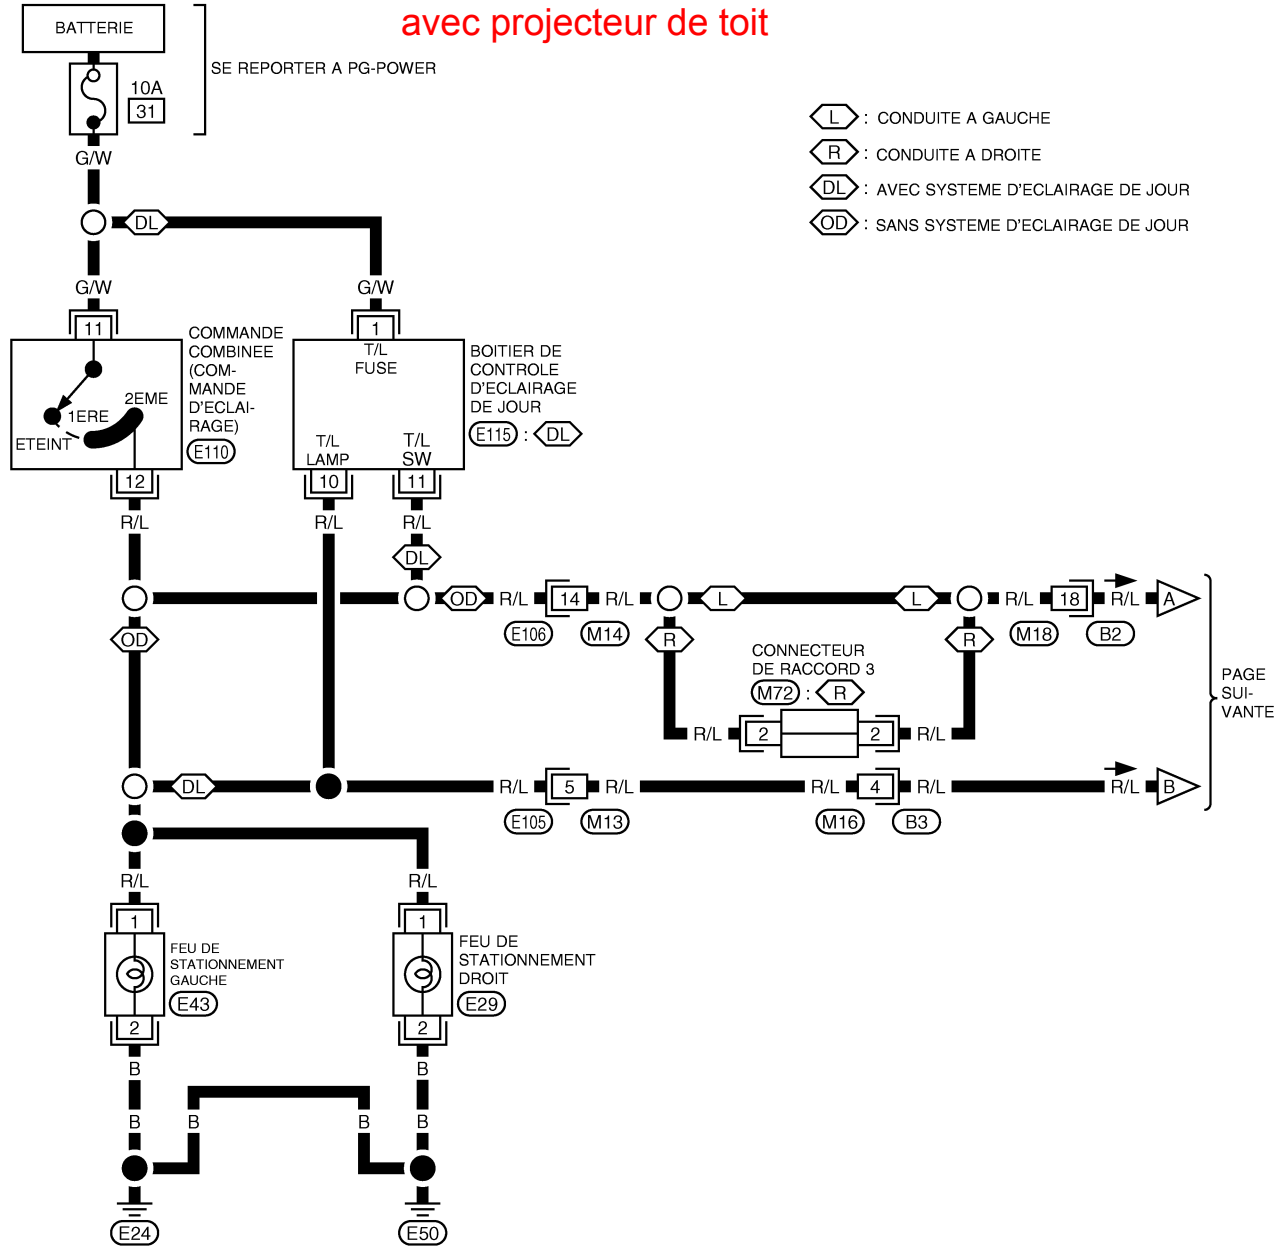 avec projecteur de toit
BATTERIE
SE REPORTER A PG-POWER
10A
31
G/W
L : CONDUITE A GAUCHE
R : CONDUITE A DROITE
DL : AVEC SYSTEME D'ECLAIRAGE DE JOUR
OD : SANS SYSTEME D'ECLAIRAGE DE JOUR
DL
G/W
G/W
11
COMMANDE
COMBINEE
(COM-
MANDE
D'ECLAI-
RAGE)
E110
ETEINT
1ERE
2EME
12
1
T/L
FUSE
T/L
LAMP
T/L
SW
10
11
BOITIER DE
CONTROLE
D'ECLAIRAGE
DE JOUR
E115 : DL
R/L
R/L
R/L
DL
OD
R/L
14
R/L
L
L
R/L
18
R/L
A
E106
M14
M18
B2
OD
R
R
CONNECTEUR
DE RACCORD 3
M72 : R
R/L
2
2
R/L
PAGE
SUI-
VANTE
DL
R/L
5
R/L
R/L
4
R/L
R/L
B
E105
M13
M16
B3
R/L
R/L
1
1
FEU DE
STATIONNEMENT
GAUCHE
E43
FEU DE
STATIONNEMENT
DROIT
E29
2
2
B
B
B
B
B
B
E24
E50